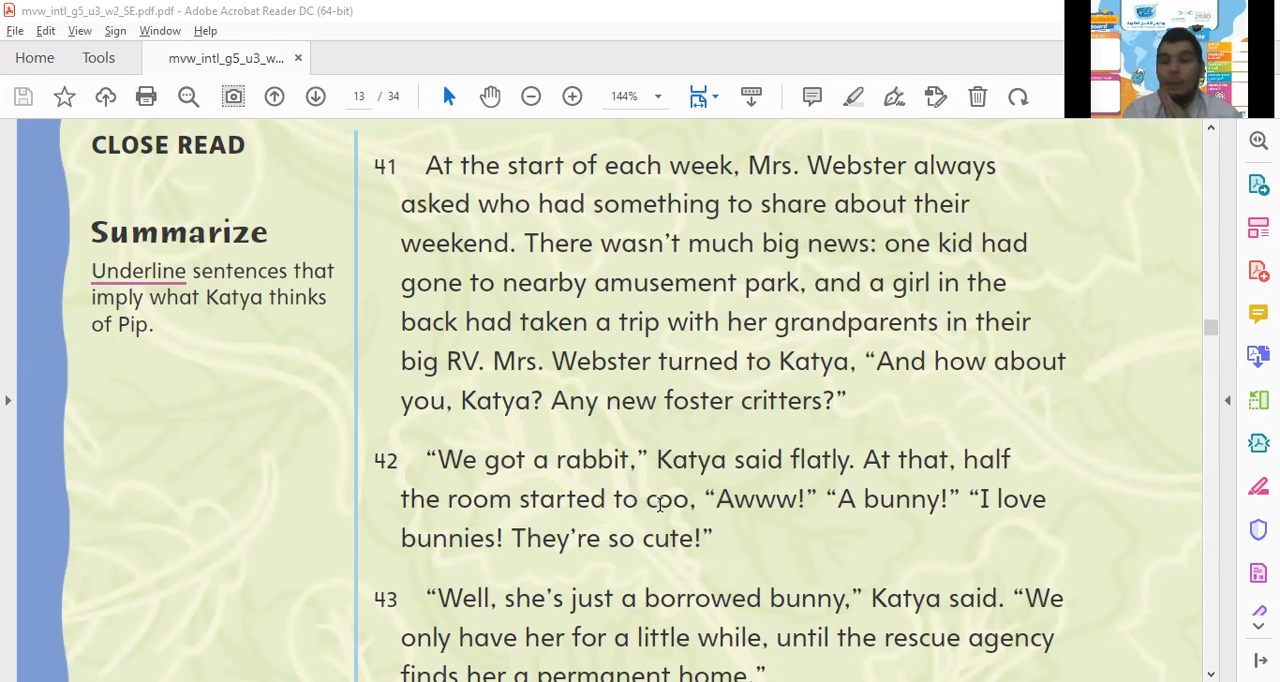 mvw_intl_g5_u3_w2_SE.pdf.pdf - Adobe Acrobat Reader DC (64-bit)
File Edit View Sign Window Help
Home Tools mvw_intl_g5_u3_w... ×
13 / 34 144%
CLOSE READ
Summarize
Underline sentences that
imply what Katya thinks
of Pip.
41 At the start of each week, Mrs. Webster always
asked who had something to share about their
weekend. There wasn’t much big news: one kid had
gone to nearby amusement park, and a girl in the
back had taken a trip with her grandparents in their
big RV. Mrs. Webster turned to Katya, “And how about
you, Katya? Any new foster critters?”
42 “We got a rabbit,” Katya said flatly. At that, half
the room started to coo, “Awww!” “A bunny!” “I love
bunnies! They’re so cute!”
43 “Well, she’s just a borrowed bunny,” Katya said. “We
only have her for a little while, until the rescue agency
finds her a permanent home.”